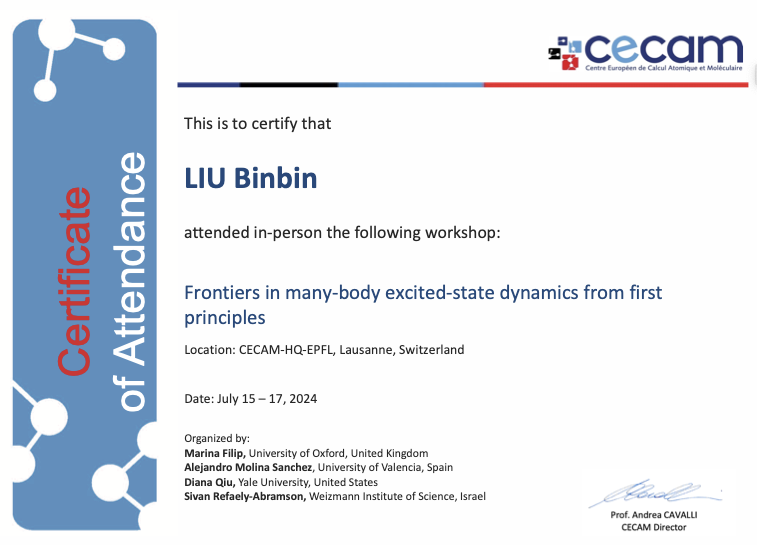 Certificate
of Attendance
cecam
Centre Européen de Calcul Atomique et Moléculaire
This is to certify that
LIU Binbin
attended in-person the following workshop:
Frontiers in many-body excited-state dynamics from first
principles
Location: CECAM-HQ-EPFL, Lausanne, Switzerland
Date: July 15 – 17, 2024
Organized by:
Marina Filip, University of Oxford, United Kingdom
Alejandro Molina Sanchez, University of Valencia, Spain
Diana Qiu, Yale University, United States
Sivan Refaely-Abramson, Weizmann Institute of Science, Israel
Prof. Andrea CAVALLI
CECAM Director